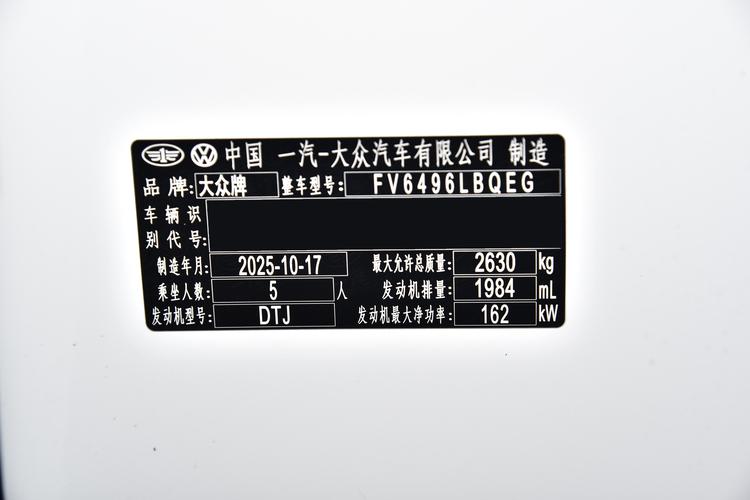 中国 一汽-大众汽车有限公司 制造
品牌: 大众牌 整车型号: FV6496LBQEG
车辆识
别代号:
制造年月: 2025-10-17 最大允许总质量: 2630 kg
乘坐人数: 5 人 发动机排量: 1984 mL
发动机型号: DTJ 发动机最大净功率: 162 kW